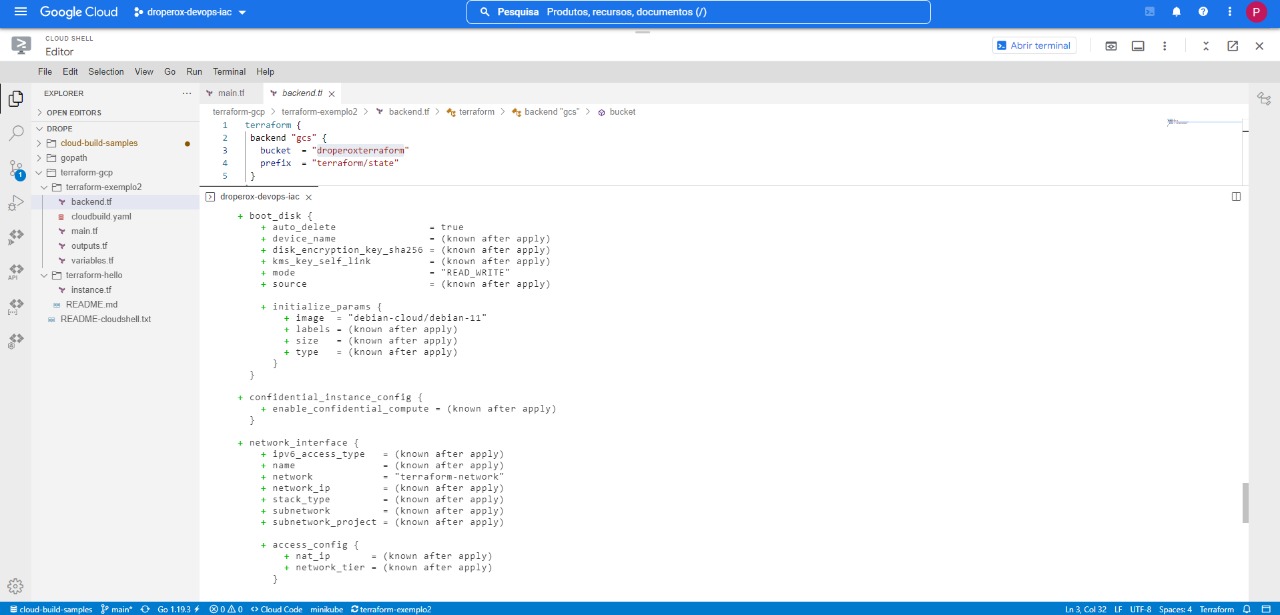 Google Cloud droperox-devops-iac Pesquisa Produtos, recursos, documentos (/) P
CLOUD SHELL
Editor
Abrir terminal
File Edit Selection View Go Run Terminal Help
EXPLORER ...
OPEN EDITORS
DROPE
cloud-build-samples
gopath
terraform-gcp
terraform-exemplo2
backend.tf
cloudbuild.yaml
main.tf
outputs.tf
variables.tf
terraform-hello
instance.tf
README.md
README-cloudshell.txt
1
API
main.tf backend.tf ×
terraform-gcp > terraform-exemplo2 > backend.tf > terraform > backend "gcs" > bucket
1 terraform {
2 backend "gcs" {
3 bucket = "droperoxterraform"
4 prefix = "terraform/state"
5 }
droperox-devops-iac ×
+ boot_disk {
+ auto_delete = true
+ device_name = (known after apply)
+ disk_encryption_key_sha256 = (known after apply)
+ kms_key_self_link = (known after apply)
+ mode = "READ_WRITE"
+ source = (known after apply)
+ initialize_params {
+ image = "debian-cloud/debian-11"
+ labels = (known after apply)
+ size = (known after apply)
+ type = (known after apply)
}
}
+ confidential_instance_config {
+ enable_confidential_compute = (known after apply)
}
+ network_interface {
+ ipv6_access_type = (known after apply)
+ name = (known after apply)
+ network = "terraform-network"
+ network_ip = (known after apply)
+ stack_type = (known after apply)
+ subnetwork = (known after apply)
+ subnetwork_project = (known after apply)
+ access_config {
+ nat_ip = (known after apply)
+ network_tier = (known after apply)
}
cloud-build-samples main* Go 1.19.3 0 0 Cloud Code minikube terraform-exemplo2 Ln 3, Col 32 LF UTF-8 Spaces: 4 Terraform